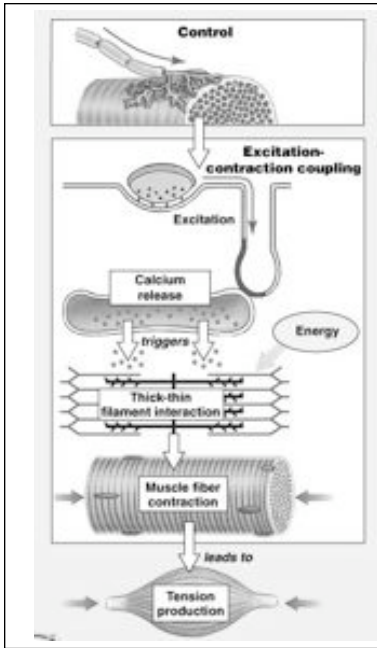 Control
Excitation-
contraction coupling
Excitation
Calcium
release
triggers
Energy
Thick-thin
filament interaction
Muscle fiber
contraction
leads to
Tension
production